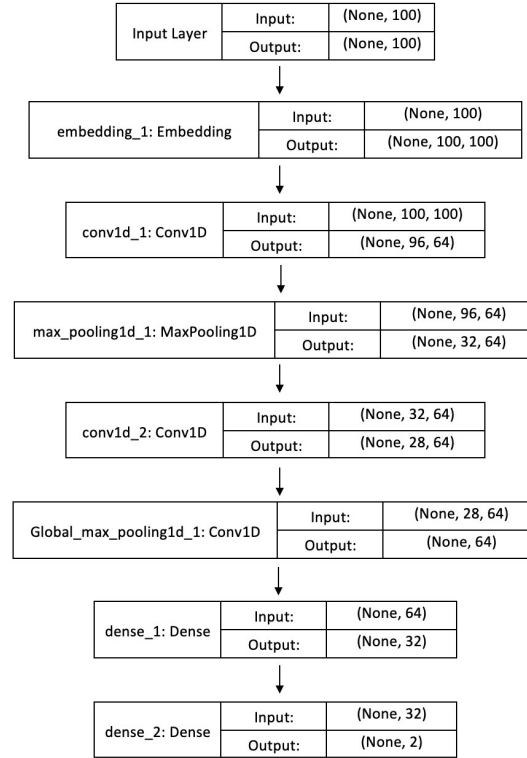 Input Layer
Input:
(None, 100)
Output:
(None, 100)
embedding_1: Embedding
Input:
(None, 100)
Output:
(None, 100, 100)
conv1d_1: Conv1D
Input:
(None, 100, 100)
Output:
(None, 96, 64)
max_pooling1d_1: MaxPooling1D
Input:
(None, 96, 64)
Output:
(None, 32, 64)
conv1d_2: Conv1D
Input:
(None, 32, 64)
Output:
(None, 28, 64)
Global_max_pooling1d_1: Conv1D
Input:
(None, 28, 64)
Output:
(None, 64)
dense_1: Dense
Input:
(None, 64)
Output:
(None, 32)
dense_2: Dense
Input:
(None, 32)
Output:
(None, 2)